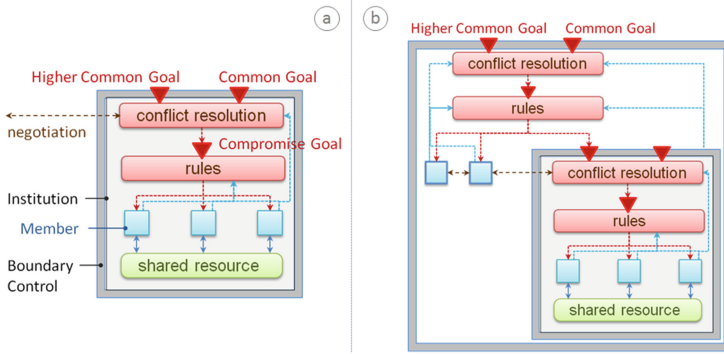 a
Higher Common Goal
Common Goal
conflict resolution
negotiation
Compromise Goal
rules
Institution
Member
Boundary
Control
shared resource
b
Higher Common Goal
Common Goal
conflict resolution
rules
conflict resolution
rules
shared resource